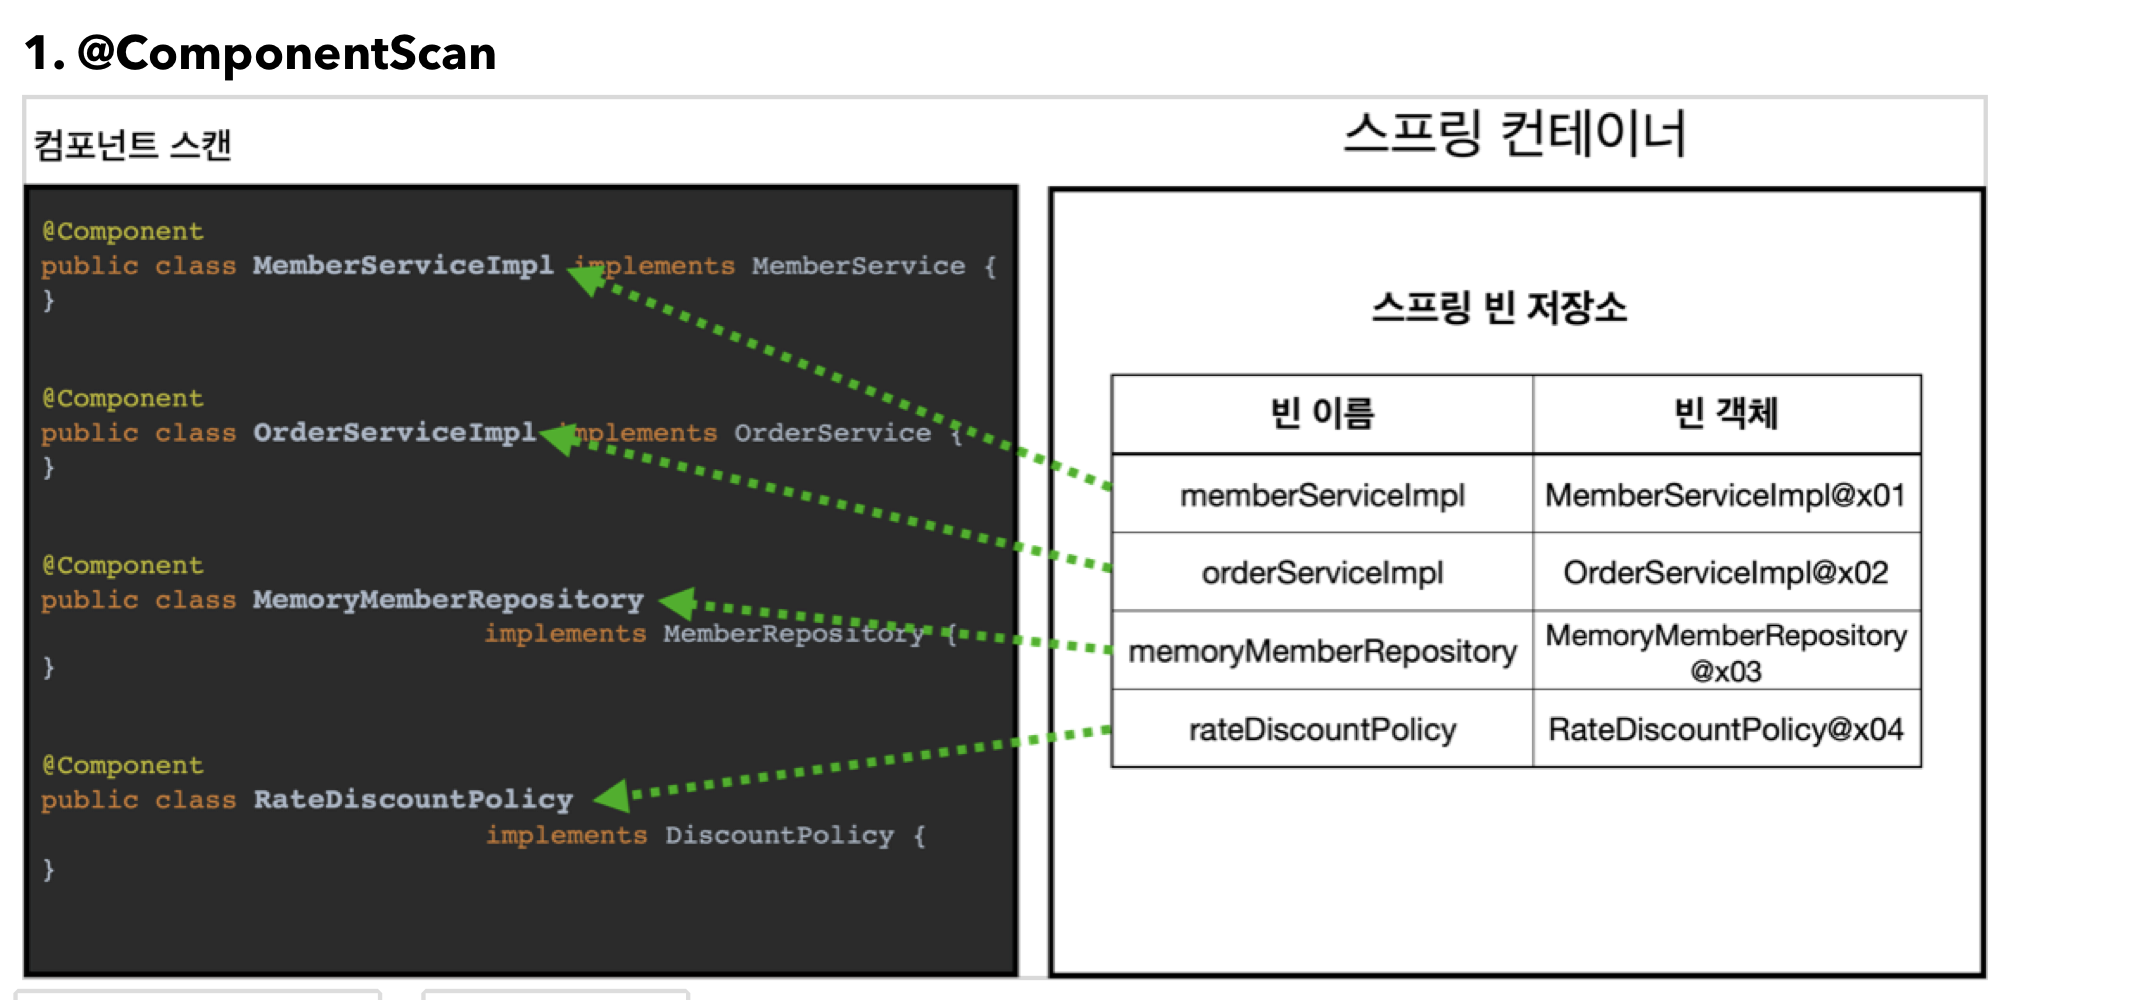 1. @ComponentScan
컴포넌트 스캔
@Component
public class MemberServiceImpl implements MemberService {
}
@Component
public class OrderServiceImpl implements OrderService {
}
@Component
public class MemoryMemberRepository
implements MemberRepository {
}
@Component
public class RateDiscountPolicy
implements DiscountPolicy {
}
스프링 컨테이너
스프링 빈 저장소
빈 이름 빈 객체
memberServiceImpl MemberServiceImpl@x01
orderServiceImpl OrderServiceImpl@x02
memoryMemberRepository MemoryMemberRepository
@x03
rateDiscountPolicy RateDiscountPolicy@x04